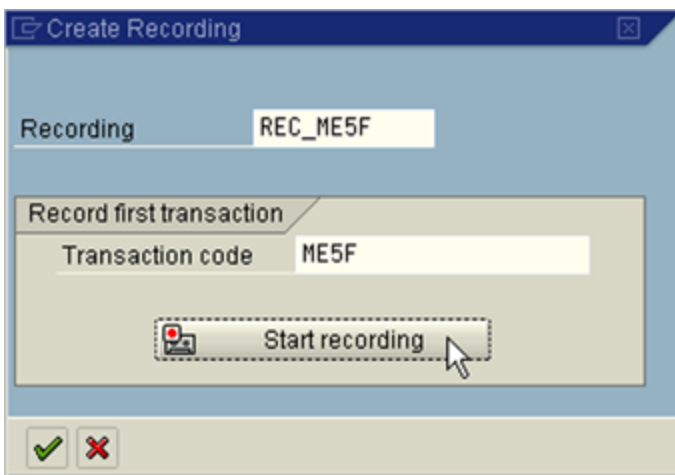 Create Recording
Recording REC_ME5F
Record first transaction
Transaction code ME5F
Start recording